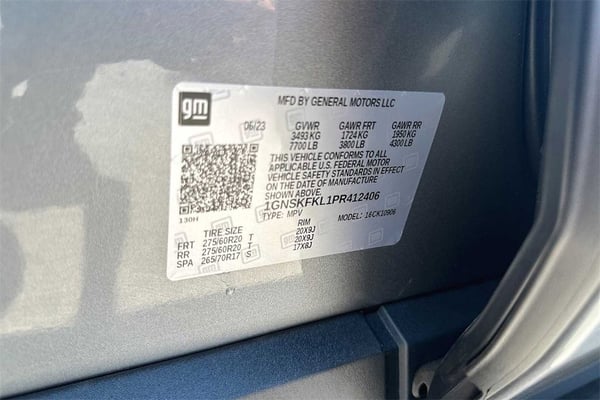 gm
MFD BY GENERAL MOTORS LLC
06/23 GVWR GAWR FRT GAWR RR
3493 KG 1724 KG 1950 KG
7700 LB 3800 LB 4300 LB
THIS VEHICLE CONFORMS TO ALL
APPLICABLE U.S. FEDERAL MOTOR
VEHICLE SAFETY STANDARDS IN EFFECT
ON THE DATE OF MANUFACTURE
1GNSKFKL1PR412406
130H TYPE: MPV MODEL: 1&CK10906
TIRE SIZE RIM
FRT 275/60R20 T 20X9J
RR 275/60R20 T 20X9J
SPA 265/70R17 S 17X8J